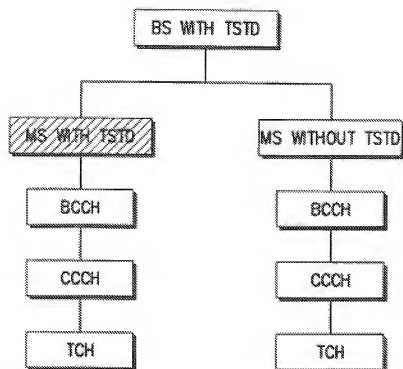 BS WITH TSTD
MS WITH TSTD
MS WITHOUT TSTD
BCCH
BCCH
CCCH
CCCH
TCH
TCH